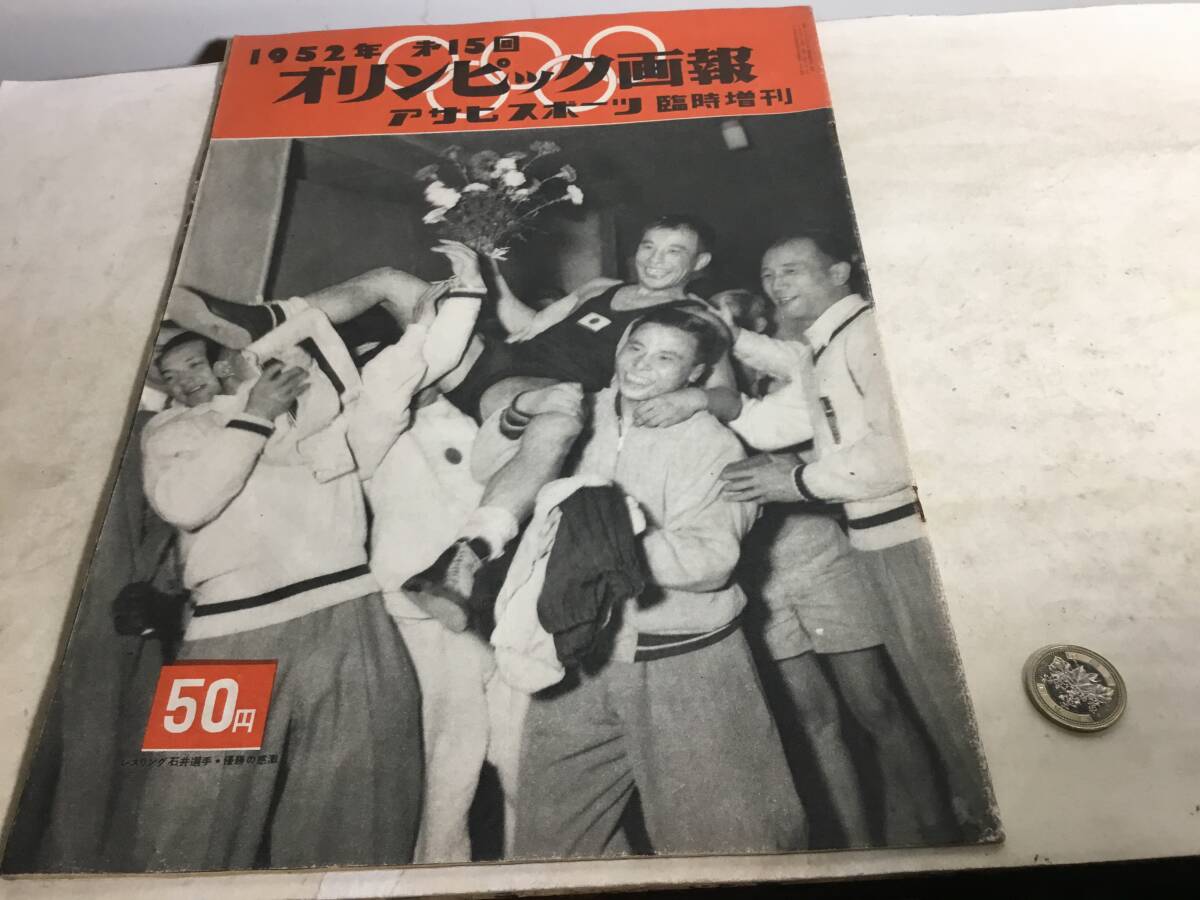 1952年 第15回
オリンピック画報
アサヒスポーツ 臨時増刊
50円
レスリング 石井選手・優勝の感激